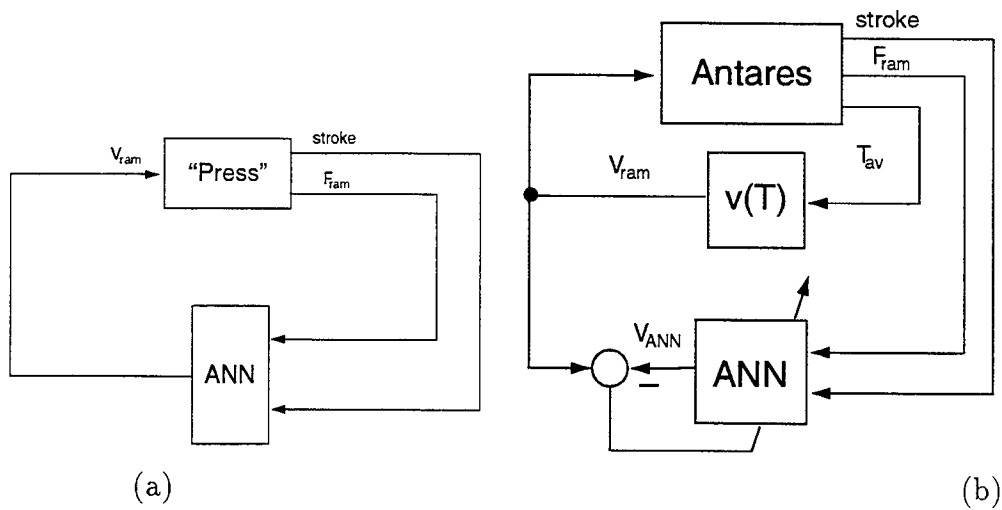 stroke
V_ram
"Press"
F_ram
ANN
(a)
stroke
Antares
F_ram
T_av
V_ram
v(T)
V_ANN
ANN
−
(b)